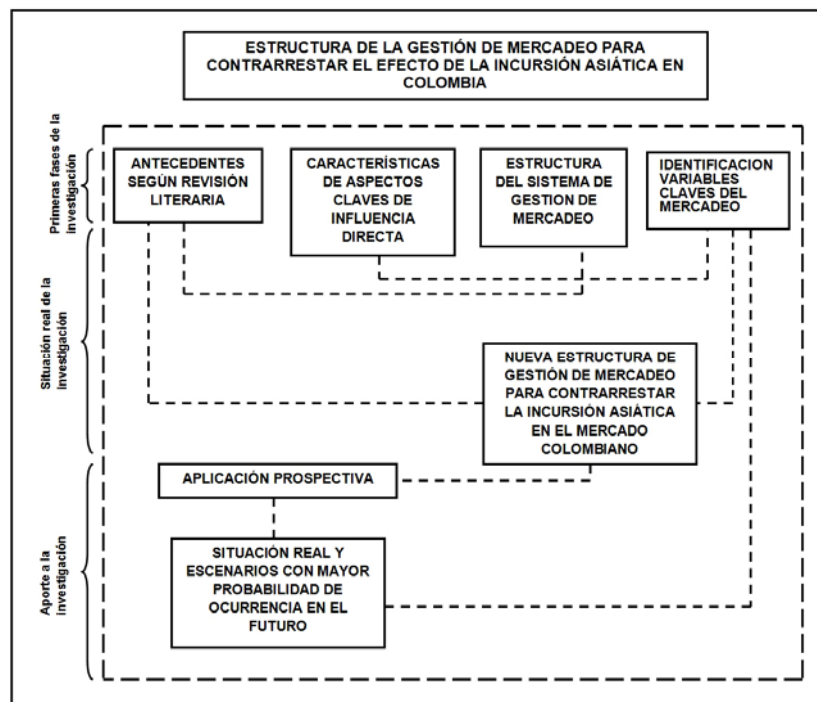 ESTRUCTURA DE LA GESTIÓN DE MERCADEO PARA
CONTRARRESTAR EL EFECTO DE LA INCURSIÓN ASIÁTICA EN
COLOMBIA
Primeras fases de la
investigación
ANTECEDENTES
SEGÚN REVISIÓN
LITERARIA
CARACTERÍSTICAS
DE ASPECTOS
CLAVES DE
INFLUENCIA
DIRECTA
ESTRUCTURA
DEL SISTEMA DE
GESTION DE
MERCADEO
IDENTIFICACION
VARIABLES
CLAVES DEL
MERCADEO
Situación real de la
investigación
NUEVA ESTRUCTURA DE
GESTIÓN DE MERCADEO
PARA CONTRARRESTAR
LA INCURSIÓN ASIÁTICA
EN EL MERCADO
COLOMBIANO
Aporte a la
investigación
APLICACIÓN PROSPECTIVA
SITUACIÓN REAL Y
ESCENARIOS CON MAYOR
PROBABILIDAD DE
OCURRENCIA EN EL
FUTURO